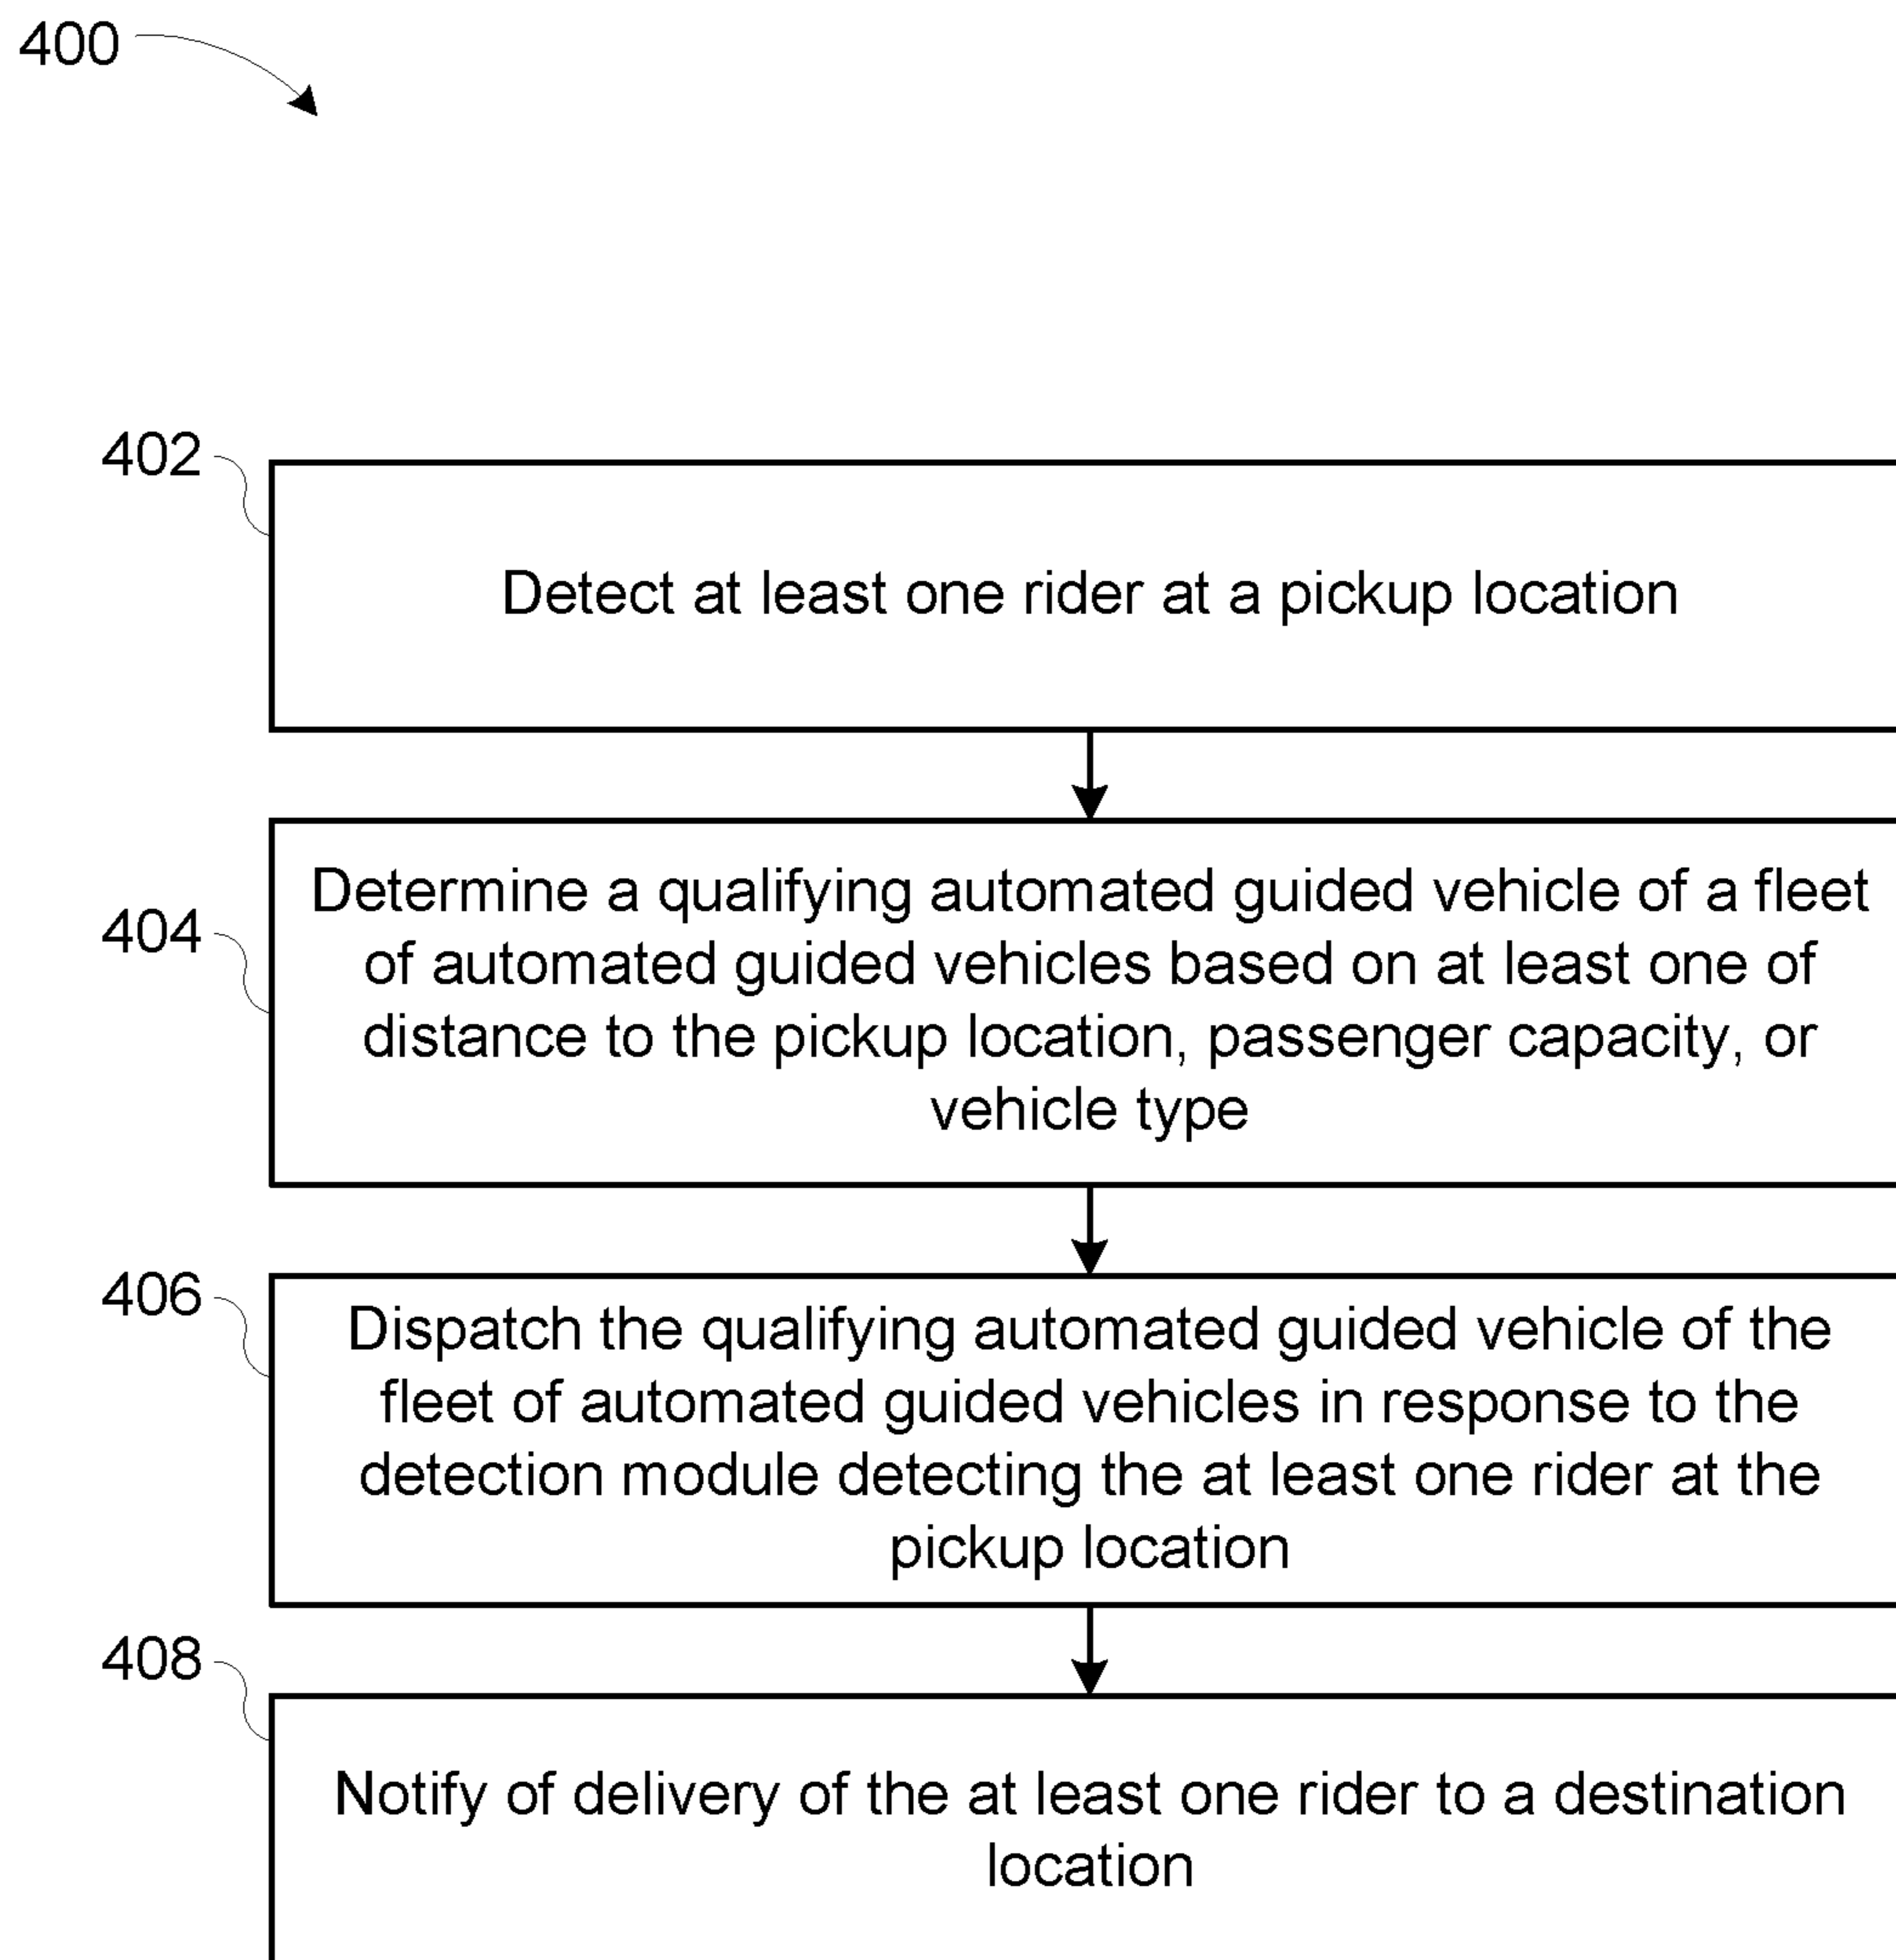 400
402
Detect at least one rider at a pickup location
404
Determine a qualifying automated guided vehicle of a fleet
of automated guided vehicles based on at least one of
distance to the pickup location, passenger capacity, or
vehicle type
406
Dispatch the qualifying automated guided vehicle of the
fleet of automated guided vehicles in response to the
detection module detecting the at least one rider at the
pickup location
408
Notify of delivery of the at least one rider to a destination
location